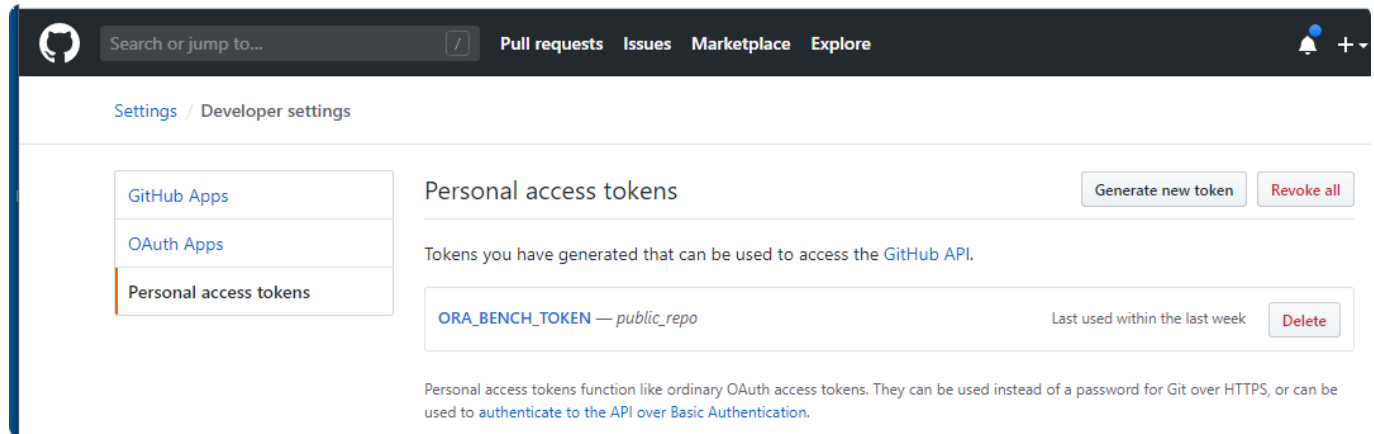 Search or jump to... /
Pull requests Issues Marketplace Explore
Settings / Developer settings
GitHub Apps
OAuth Apps
Personal access tokens
Personal access tokens
Generate new token
Revoke all
Tokens you have generated that can be used to access the GitHub API.
ORA_BENCH_TOKEN — public_repo
Last used within the last week
Delete
Personal access tokens function like ordinary OAuth access tokens. They can be used instead of a password for Git over HTTPS, or can be
used to authenticate to the API over Basic Authentication.